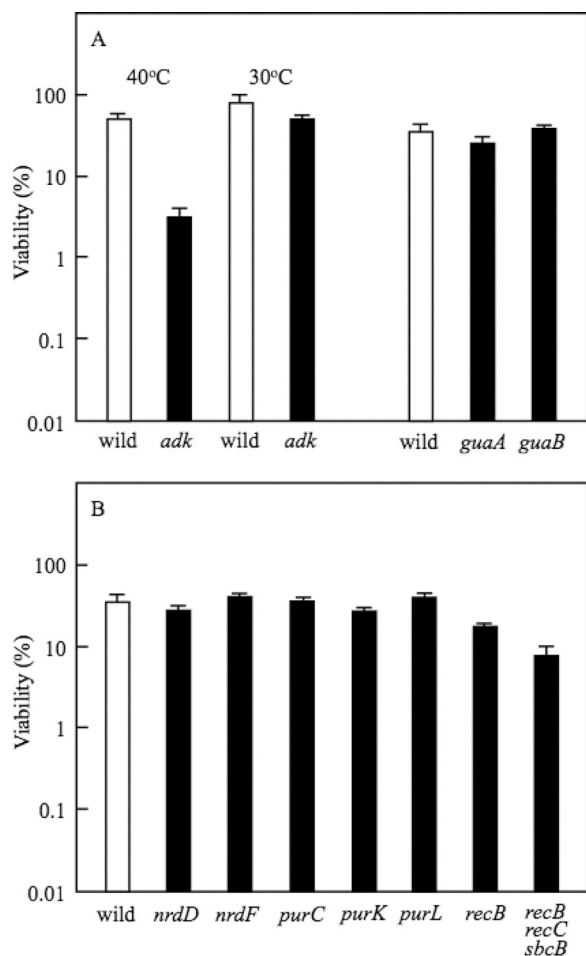 A
40°C 30°C
100
10
1
0.1
0.01
Viability (%)
wild adk wild adk wild guaA guaB
B
100
10
1
0.1
0.01
Viability (%)
wild nrdD nrdF purC purK purL recB recB
recC
sbcB